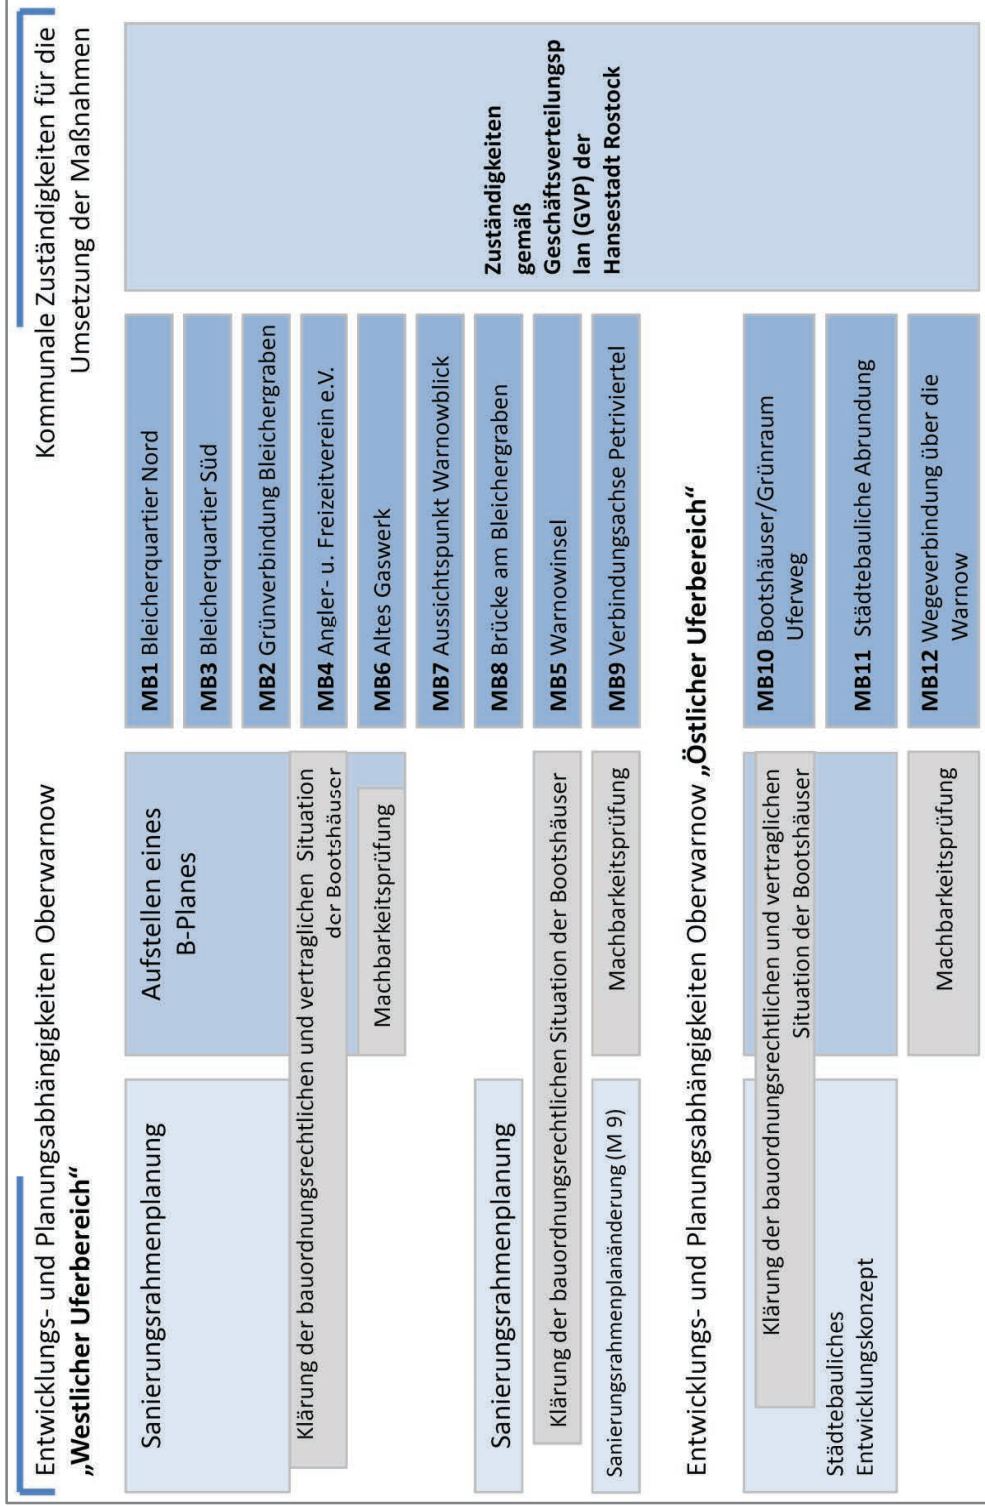 Entwicklungs- und Planungsabhängigkeiten Oberwarnow
„Westlicher Uferbereich“
Kommunale Zuständigkeiten für die
Umsetzung der Maßnahmen
Sanierungsrahmenplanung
Aufstellen eines
B-Planes
Klärung der bauordnungsrechtlichen und vertraglichen Situation
der Bootshäuser
Machbarkeitsprüfung
Sanierungsrahmenplanung
Klärung der bauordnungsrechtlichen Situation der Bootshäuser
Sanierungsrahmenplanänderung (M 9)
Machbarkeitsprüfung
MB1 Bleicherquartier Nord
MB3 Bleicherquartier Süd
MB2 Grünverbindung Bleichergraben
MB4 Angler- u. Freizeitverein e.V.
MB6 Altes Gaswerk
MB7 Aussichtspunkt Warnowblick
MB8 Brücke am Bleichergraben
MB5 Warnowinsel
MB9 Verbindungsachse Petriviertel
Zuständigkeiten
gemäß
Geschäftsverteilungsp
lan (GVP) der
Hansestadt Rostock
Entwicklungs- und Planungsabhängigkeiten Oberwarnow „Östlicher Uferbereich“
Klärung der bauordnungsrechtlichen und vertraglichen
Situation der Bootshäuser
Städtebauliches
Entwicklungskonzept
Machbarkeitsprüfung
MB10 Bootshäuser/Grünraum
Uferweg
MB11 Städtebauliche Abrundung
MB12 Wegeverbindung über die
Warnow